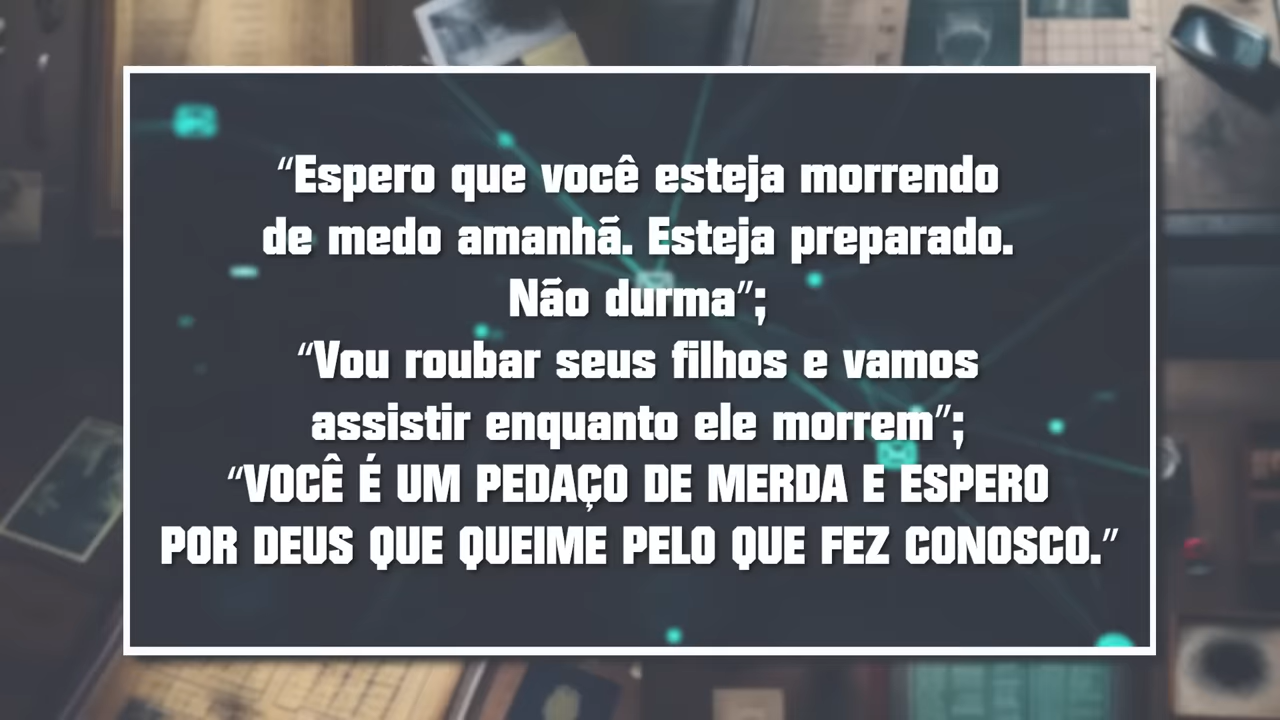 “Espero que você esteja morrendo
de medo amanhã. Esteja preparado.
Não durma”;
“Vou roubar seus filhos e vamos
assistir enquanto ele morrem”;
“VOCÊ É UM PEDAÇO DE MERDA E ESPERO
POR DEUS QUE QUEIME PELO QUE FEZ CONOSCO.”